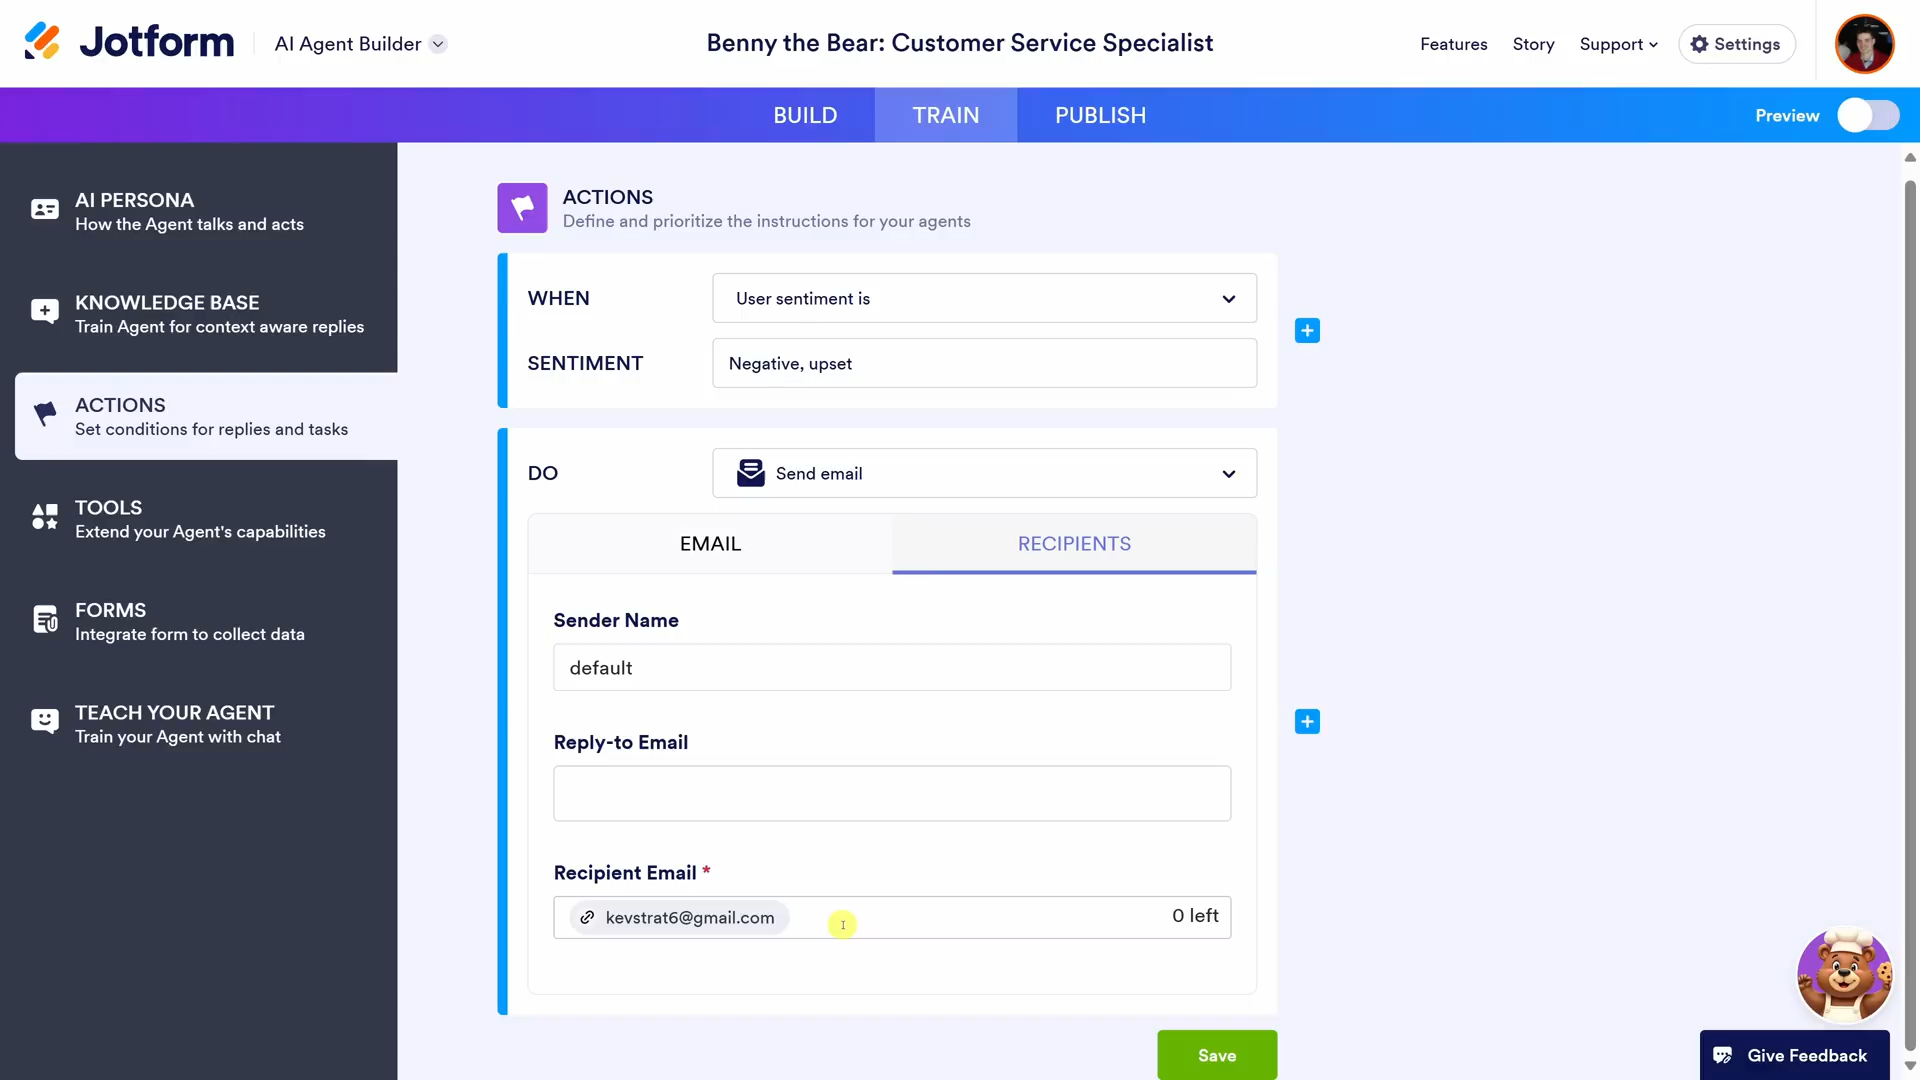 Jotform
AI Agent Builder
Benny the Bear: Customer Service Specialist
Features
Story
Support
Settings
BUILD
TRAIN
PUBLISH
Preview
AI PERSONA
How the Agent talks and acts
KNOWLEDGE BASE
Train Agent for context aware replies
ACTIONS
Set conditions for replies and tasks
TOOLS
Extend your Agent's capabilities
FORMS
Integrate form to collect data
TEACH YOUR AGENT
Train your Agent with chat
ACTIONS
Define and prioritize the instructions for your agents
WHEN
User sentiment is
SENTIMENT
Negative, upset
DO
Send email
EMAIL
RECIPIENTS
Sender Name
default
Reply-to Email
Recipient Email *
kevstrat6@gmail.com
0 left
Save
Give Feedback